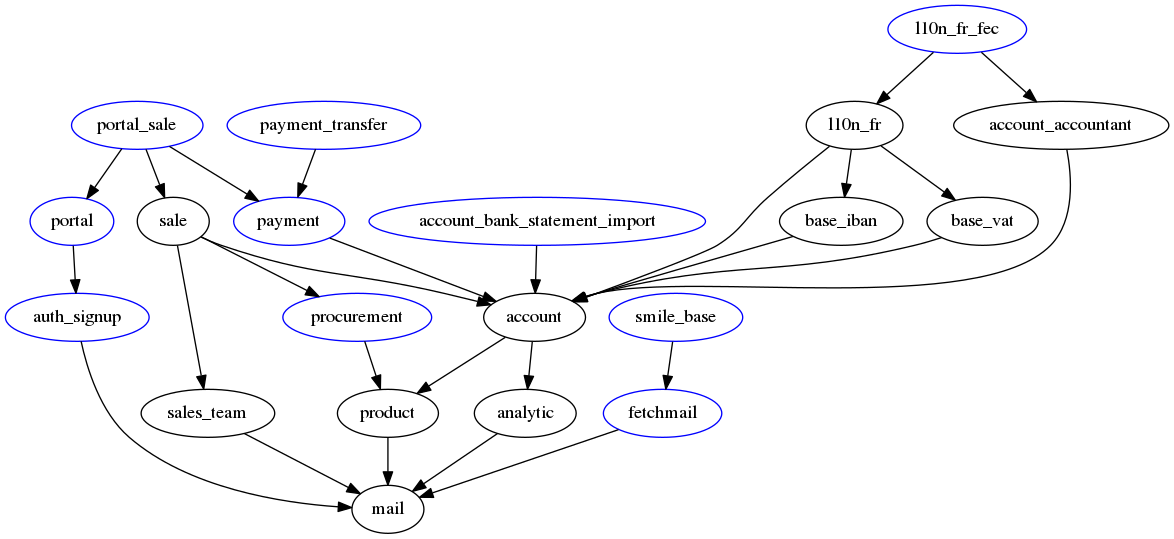 l10n_fr_fec
portal_sale
payment_transfer
l10n_fr
account_accountant
portal
sale
payment
account_bank_statement_import
base_iban
base_vat
auth_signup
procurement
account
smile_base
sales_team
product
analytic
fetchmail
mail